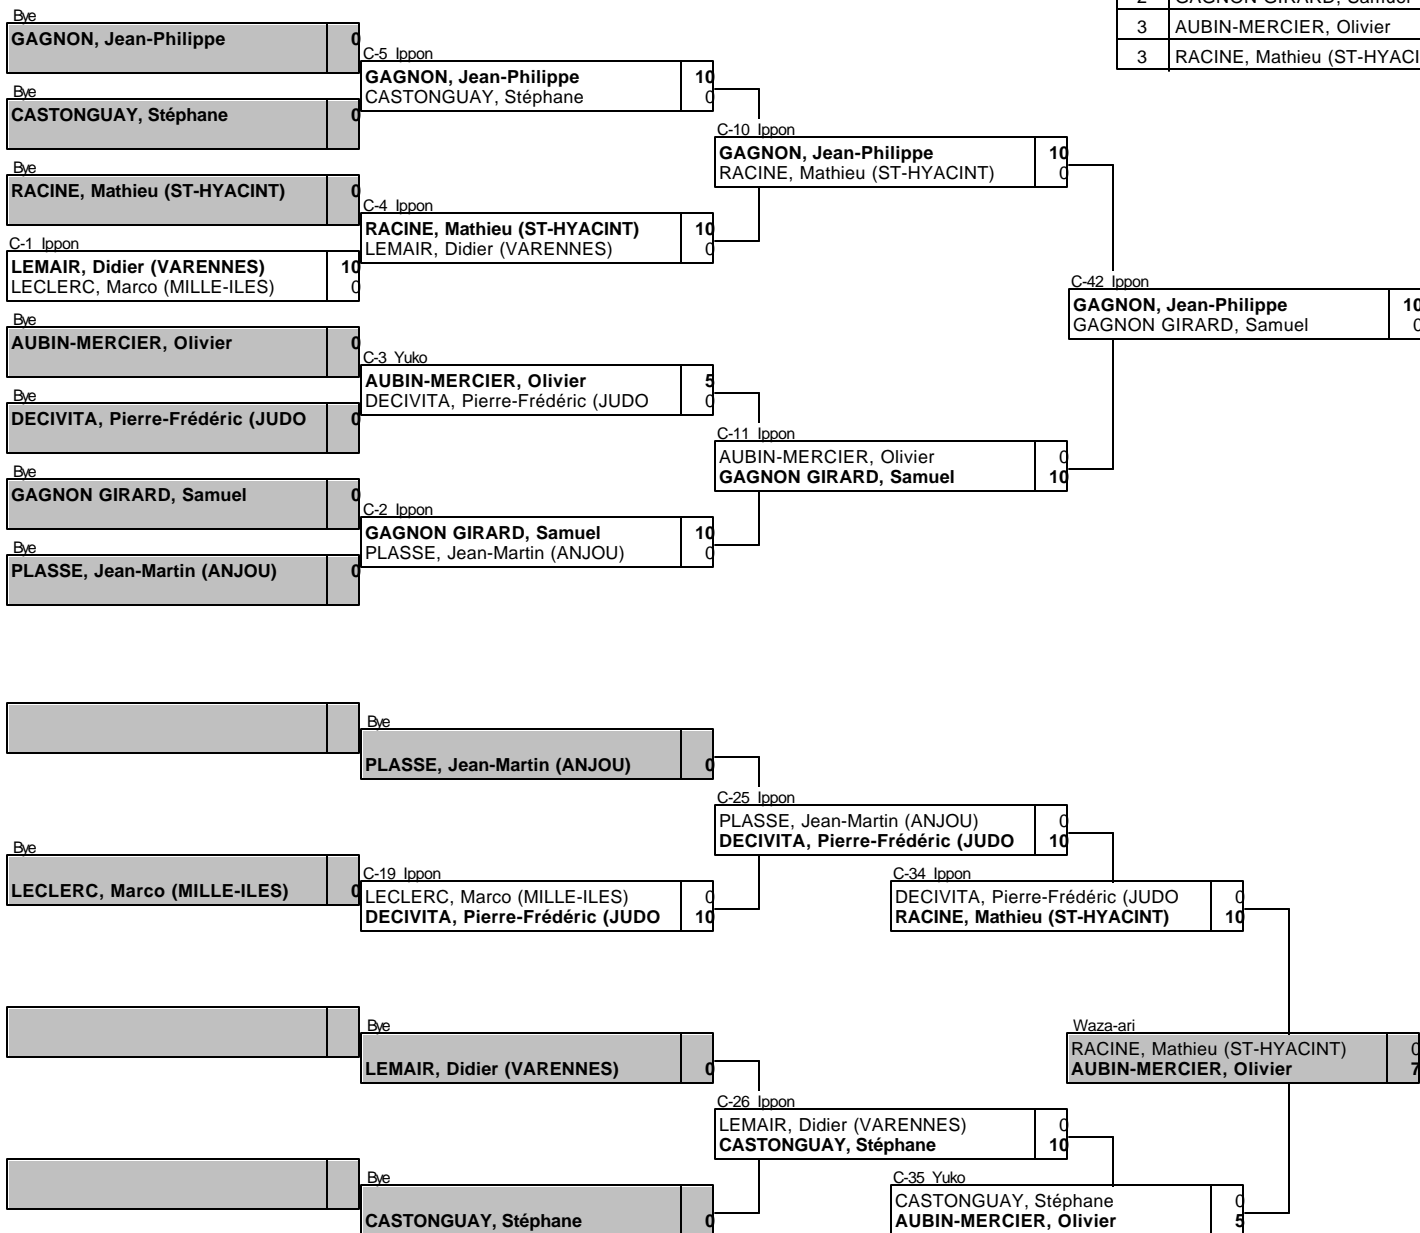 2 GAGNON GIRARD, Samuel
3 AUBIN-MERCIER, Olivier
3 RACINE, Mathieu (ST-HYACI
Bye
GAGNON, Jean-Philippe 0
Bye
CASTONGUAY, Stéphane 0
Bye
RACINE, Mathieu (ST-HYACINT) 0
C-1 Ippon
LEMAIR, Didier (VARENNES) 10
LECLERC, Marco (MILLE-ILES) 0
Bye
AUBIN-MERCIER, Olivier 0
Bye
DECIVITA, Pierre-Frédéric (JUDO 0
Bye
GAGNON GIRARD, Samuel 0
Bye
PLASSE, Jean-Martin (ANJOU) 0
C-5 Ippon
GAGNON, Jean-Philippe 10
CASTONGUAY, Stéphane 0
C-4 Ippon
RACINE, Mathieu (ST-HYACINT) 10
LEMAIR, Didier (VARENNES) 0
C-3 Yuko
AUBIN-MERCIER, Olivier 5
DECIVITA, Pierre-Frédéric (JUDO 0
C-2 Ippon
GAGNON GIRARD, Samuel 10
PLASSE, Jean-Martin (ANJOU) 0
C-10 Ippon
GAGNON, Jean-Philippe 10
RACINE, Mathieu (ST-HYACINT) 0
C-11 Ippon
AUBIN-MERCIER, Olivier 0
GAGNON GIRARD, Samuel 10
C-42 Ippon
GAGNON, Jean-Philippe 10
GAGNON GIRARD, Samuel 0
Bye
PLASSE, Jean-Martin (ANJOU) 0
Bye
LECLERC, Marco (MILLE-ILES) 0
C-19 Ippon
LECLERC, Marco (MILLE-ILES) 0
DECIVITA, Pierre-Frédéric (JUDO 10
C-25 Ippon
PLASSE, Jean-Martin (ANJOU) 0
DECIVITA, Pierre-Frédéric (JUDO 10
C-34 Ippon
DECIVITA, Pierre-Frédéric (JUDO 0
RACINE, Mathieu (ST-HYACINT) 10
Bye
LEMAIR, Didier (VARENNES) 0
Bye
CASTONGUAY, Stéphane 0
C-26 Ippon
LEMAIR, Didier (VARENNES) 0
CASTONGUAY, Stéphane 10
C-35 Yuko
CASTONGUAY, Stéphane 0
AUBIN-MERCIER, Olivier 5
Waza-ari
RACINE, Mathieu (ST-HYACINT) 0
AUBIN-MERCIER, Olivier 7